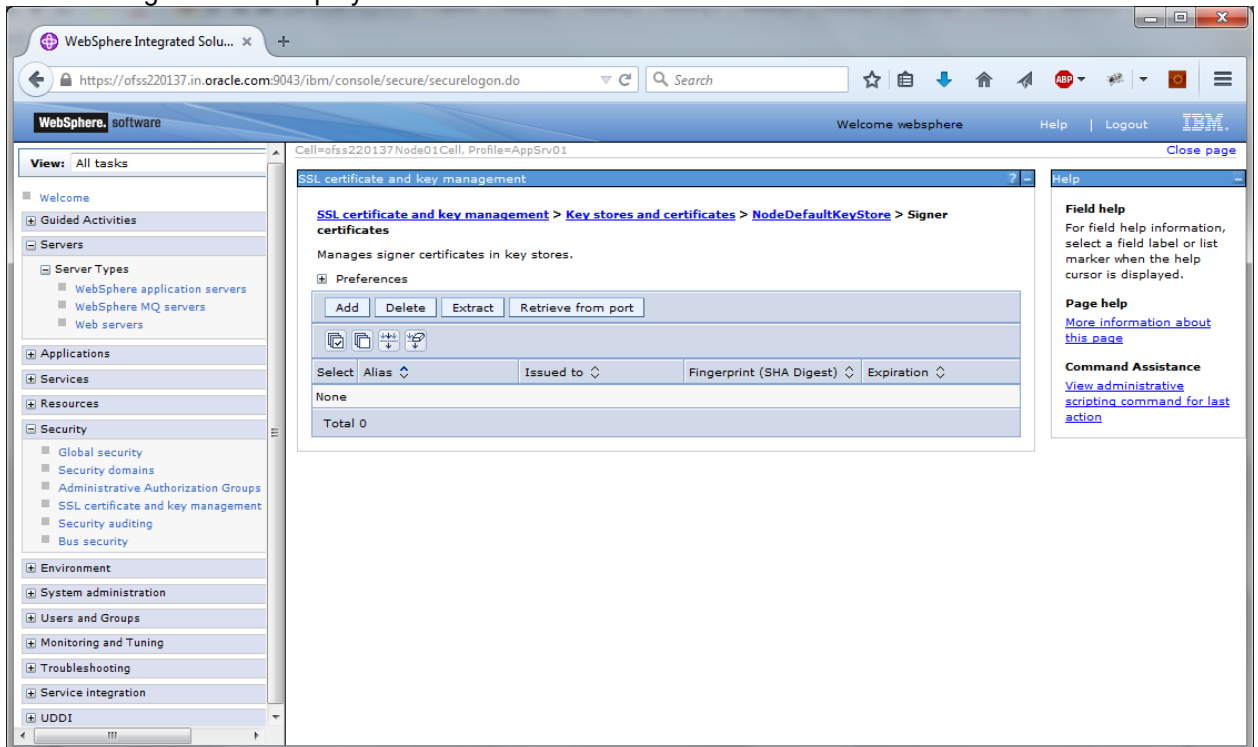 WebSphere Integrated Solu... ×
+
https://ofss220137.in.oracle.com:9043/ibm/console/secure/securelogon.do
Search
ABP
WebSphere. software
Welcome websphere
Help | Logout
IBM.
View: All tasks
Welcome
Guided Activities
Servers
Server Types
WebSphere application servers
WebSphere MQ servers
Web servers
Applications
Services
Resources
Security
Global security
Security domains
Administrative Authorization Groups
SSL certificate and key management
Security auditing
Bus security
Environment
System administration
Users and Groups
Monitoring and Tuning
Troubleshooting
Service integration
UDDI
Cell=ofss220137Node01Cell, Profile=AppSrv01
Close page
SSL certificate and key management ? -
SSL certificate and key management > Key stores and certificates > NodeDefaultKeyStore > Signer
certificates
Manages signer certificates in key stores.
Preferences
Add Delete Extract Retrieve from port
Select Alias Issued to Fingerprint (SHA Digest) Expiration
None
Total 0
Help -
Field help
For field help information,
select a field label or list
marker when the help
cursor is displayed.
Page help
More information about
this page
Command Assistance
View administrative
scripting command for last
action